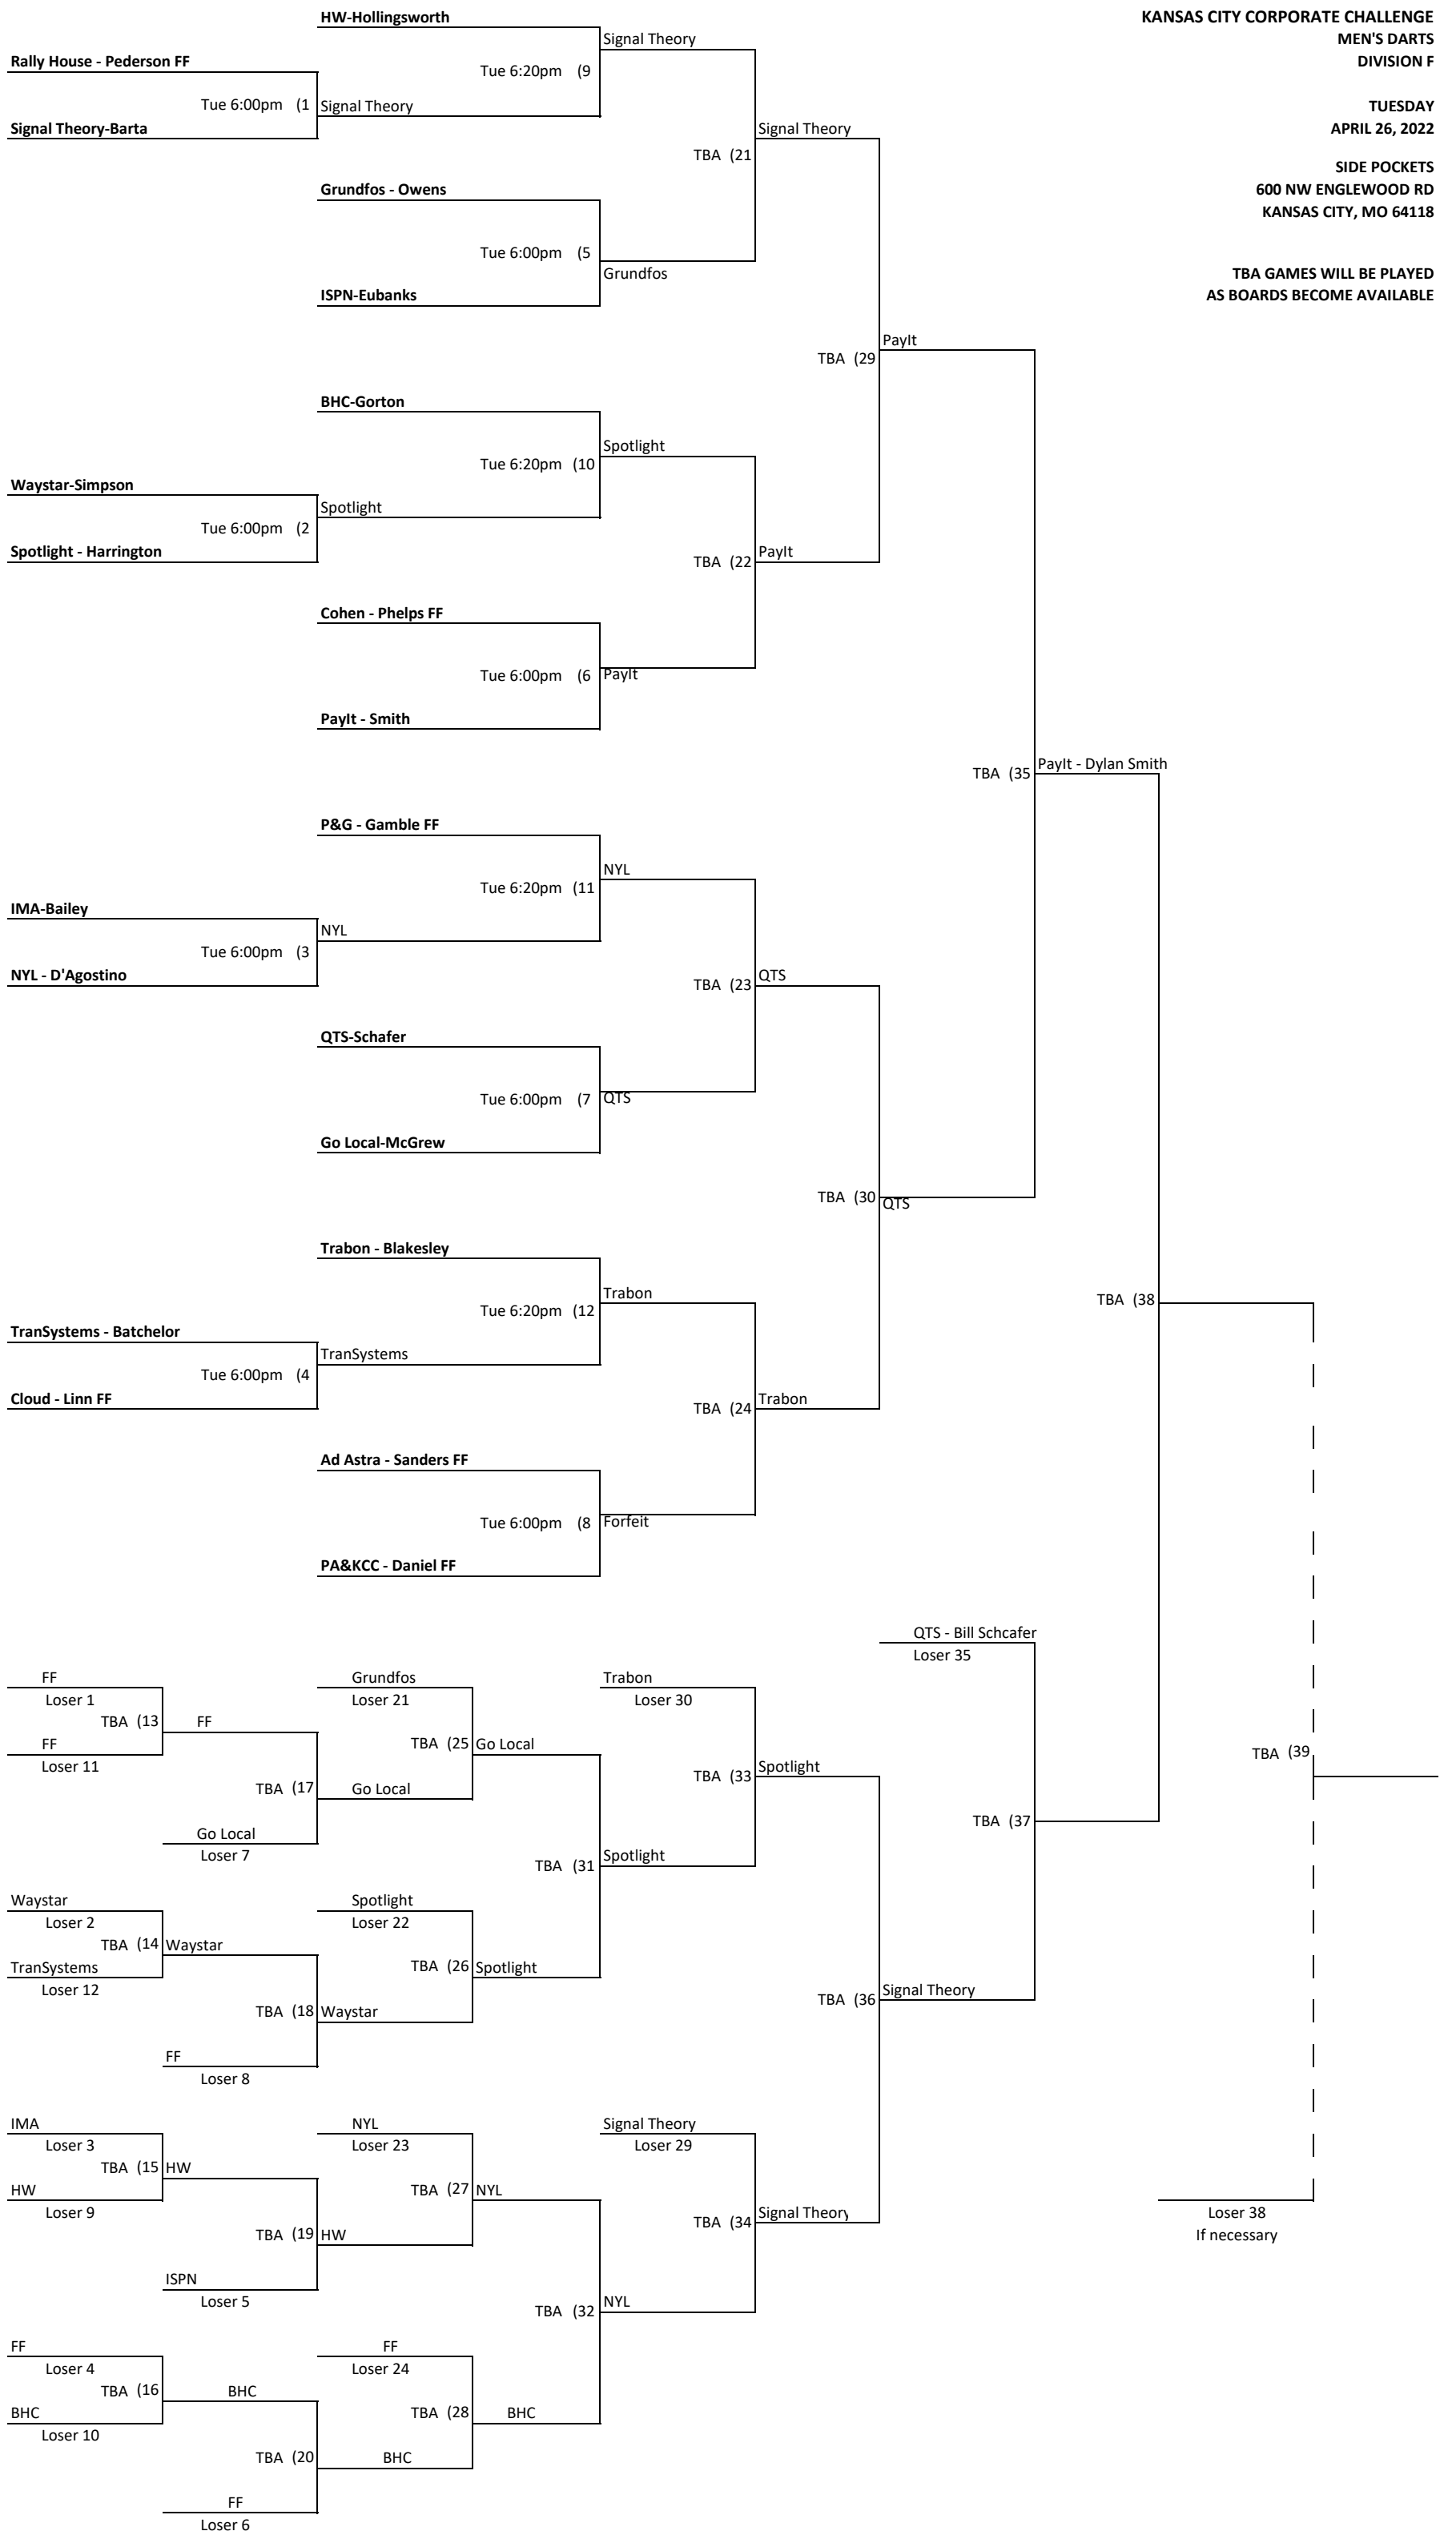 KANSAS CITY CORPORATE CHALLENGE
MEN'S DARTS
DIVISION F
TUESDAY
APRIL 26, 2022
SIDE POCKETS
600 NW ENGLEWOOD RD
KANSAS CITY, MO 64118
TBA GAMES WILL BE PLAYED
AS BOARDS BECOME AVAILABLE
HW-Hollingsworth
Signal Theory
Rally House - Pederson FF
Tue 6:20pm (9
Tue 6:00pm (1
Signal Theory
Signal Theory-Barta
Signal Theory
TBA (21
Grundfos - Owens
Tue 6:00pm (5
Grundfos
ISPN-Eubanks
PayIt
TBA (29
BHC-Gorton
Spotlight
Tue 6:20pm (10
Waystar-Simpson
Spotlight
Tue 6:00pm (2
Spotlight - Harrington
TBA (22
PayIt
Cohen - Phelps FF
Tue 6:00pm (6
PayIt
PayIt - Smith
TBA (35
PayIt - Dylan Smith
P&G - Gamble FF
NYL
Tue 6:20pm (11
IMA-Bailey
NYL
Tue 6:00pm (3
NYL - D'Agostino
TBA (23
QTS
QTS-Schafer
Tue 6:00pm (7
QTS
Go Local-McGrew
TBA (30
QTS
Trabon - Blakesley
Trabon
Tue 6:20pm (12
TBA (38
TranSystems - Batchelor
TranSystems
Tue 6:00pm (4
Cloud - Linn FF
TBA (24
Trabon
Ad Astra - Sanders FF
Tue 6:00pm (8
Forfeit
PA&KCC - Daniel FF
QTS - Bill Schcafer
Loser 35
FF
Grundfos
Trabon
Loser 1
Loser 21
Loser 30
TBA (13
FF
FF
TBA (25
Go Local
Loser 11
TBA (39
TBA (33
Spotlight
TBA (17
Go Local
TBA (37
Go Local
Loser 7
TBA (31
Spotlight
Waystar
Spotlight
Loser 2
Loser 22
TBA (14
Waystar
TranSystems
TBA (26
Spotlight
Loser 12
TBA (36
Signal Theory
TBA (18
Waystar
FF
Loser 8
IMA
NYL
Signal Theory
Loser 3
Loser 23
Loser 29
TBA (15
HW
HW
TBA (27
NYL
Loser 9
Loser 38
If necessary
TBA (34
Signal Theory
TBA (19
HW
ISPN
Loser 5
TBA (32
NYL
FF
FF
Loser 4
Loser 24
TBA (16
BHC
BHC
TBA (28
BHC
Loser 10
TBA (20
BHC
FF
Loser 6